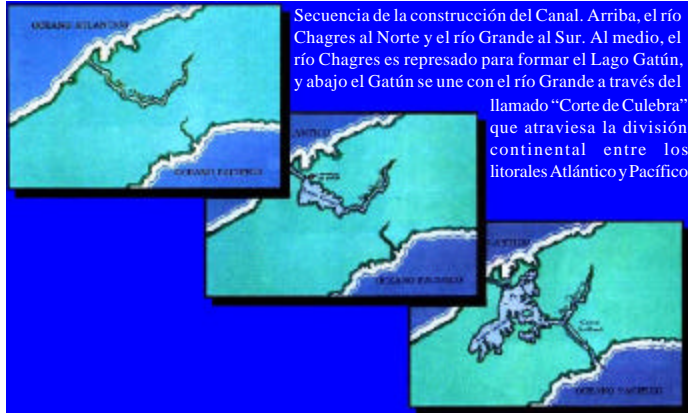 Secuencia de la construcción del Canal. Arriba, el río
Chagres al Norte y el río Grande al Sur. Al medio, el
río Chagres es represado para formar el Lago Gatún,
y abajo el Gatún se une con el río Grande a través del
llamado “Corte de Culebra”
que atraviesa la división
continental entre los
litorales Atlántico y Pacífico
OCEANO ATLANTICO
OCEANO PACIFICO
OCEANO PACIFICO
OCEANO PACIFICO